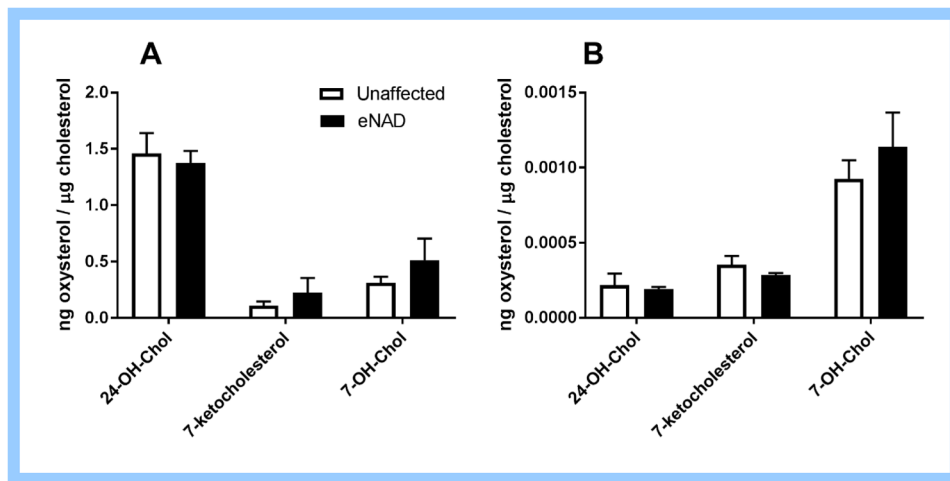 A
ng oxysterol / µg cholesterol
2.0
1.5
1.0
0.5
0.0
Unaffected
eNAD
24-OH-Chol
7-ketocholesterol
7-OH-Chol
B
ng oxysterol / µg cholesterol
0.0015
0.0010
0.0005
0.0000
24-OH-Chol
7-ketocholesterol
7-OH-Chol